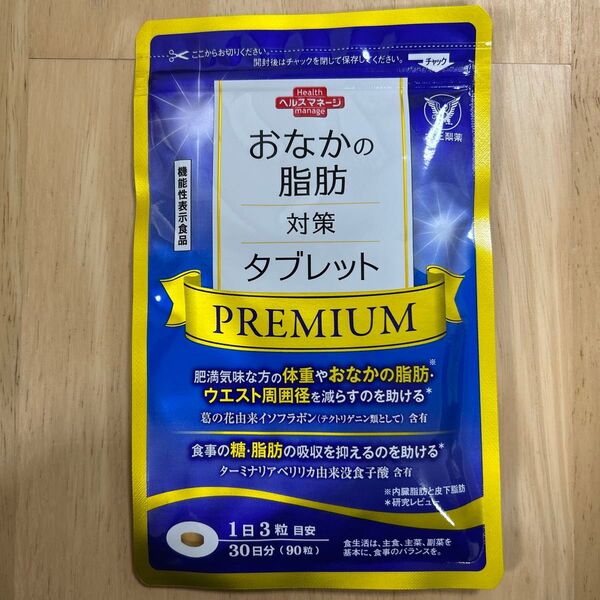 ここからお切りください。
開封後はチャックを閉じて保存してください。
チャック
Health
ヘルスマネージ
manage
おなかの
脂肪
対策
タブレット
機能性表示食品
PREMIUM
肥満気味な方の体重やおなかの脂肪※・
ウエスト周囲径を減らすのを助ける*
葛の花由来イソフラボン(テクトリゲニン類として)含有
食事の糖・脂肪の吸収を抑えるのを助ける*
ターミナリアベリリカ由来没食子酸 含有
※内臓脂肪と皮下脂肪
*研究レビュー
1日3粒 目安
30日分(90粒)
食生活は、主食、主菜、副菜を
基本に、食事のバランスを。